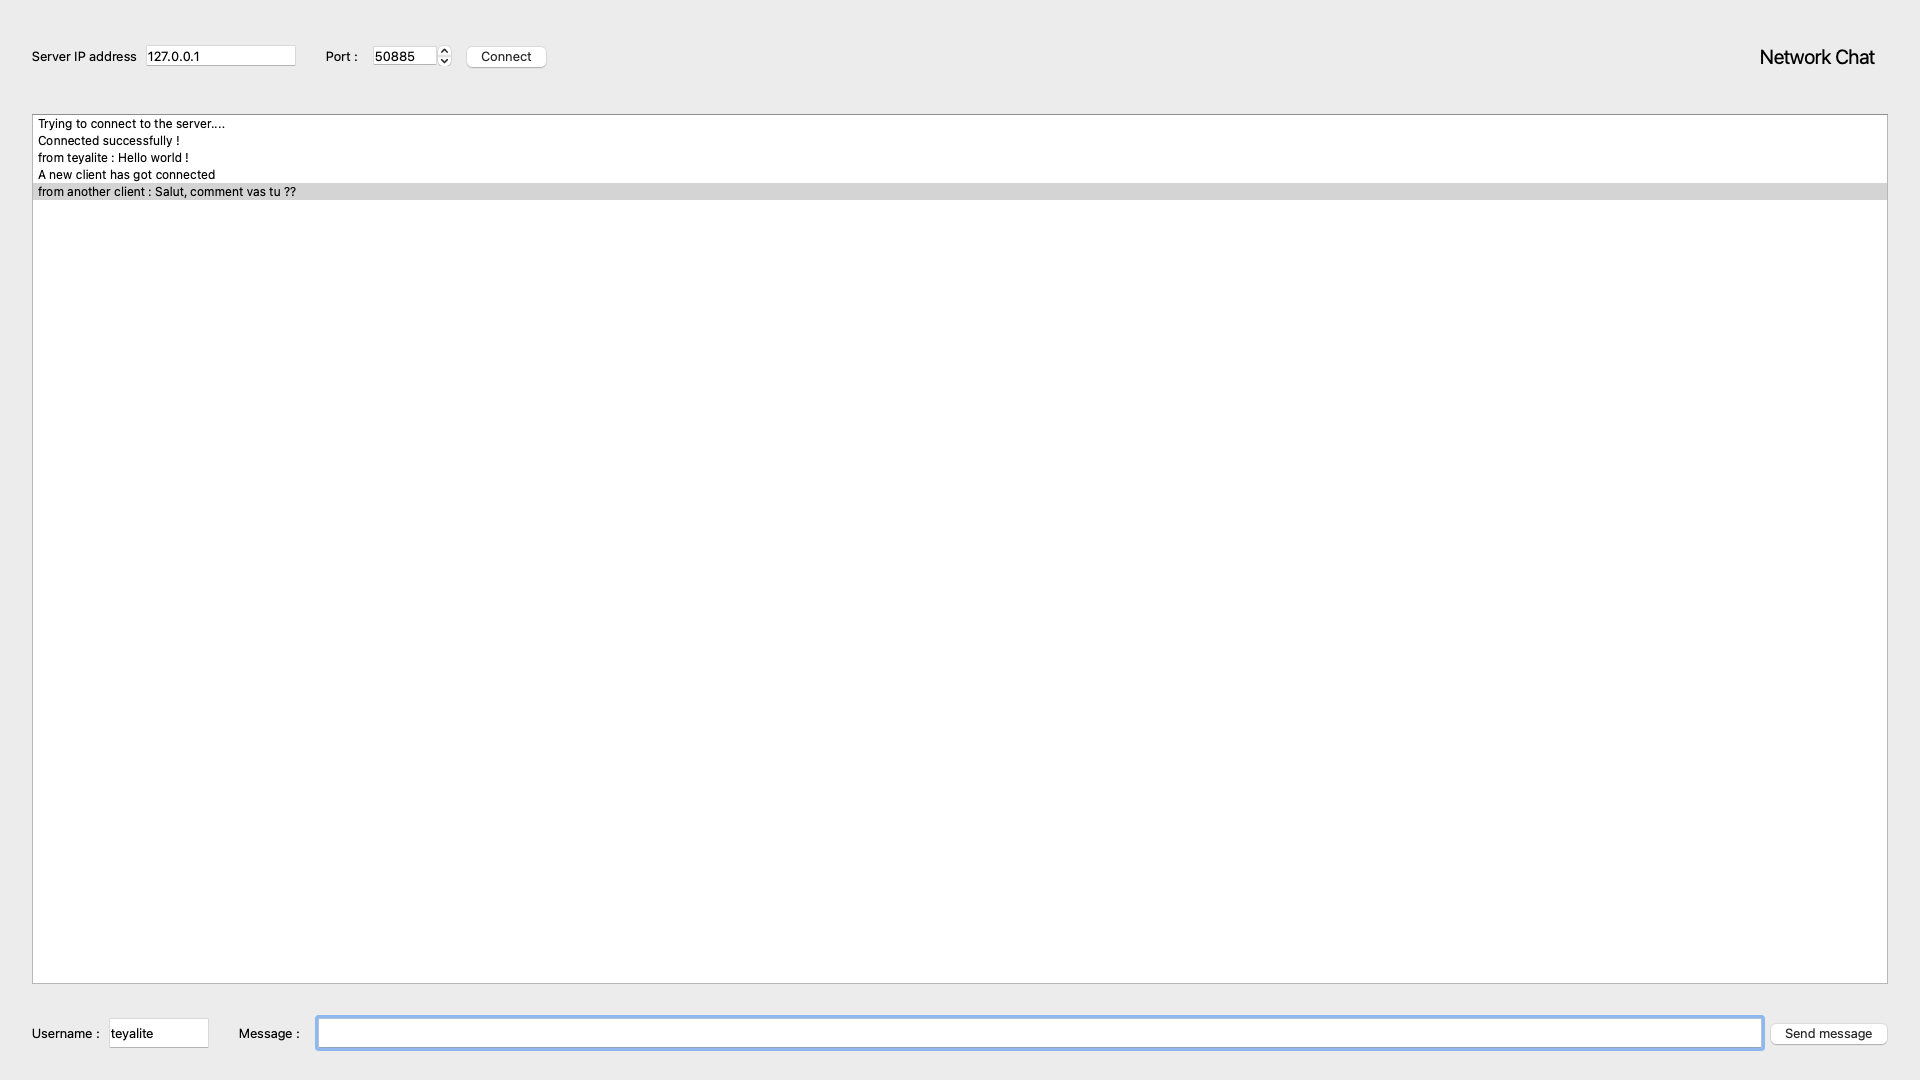 Server IP address 127.0.0.1 Port : 50885 Connect Network Chat
Trying to connect to the server....
Connected successfully !
from teyalite : Hello world !
A new client has got connected
from another client : Salut, comment vas tu ??
Username : teyalite Message : Send message